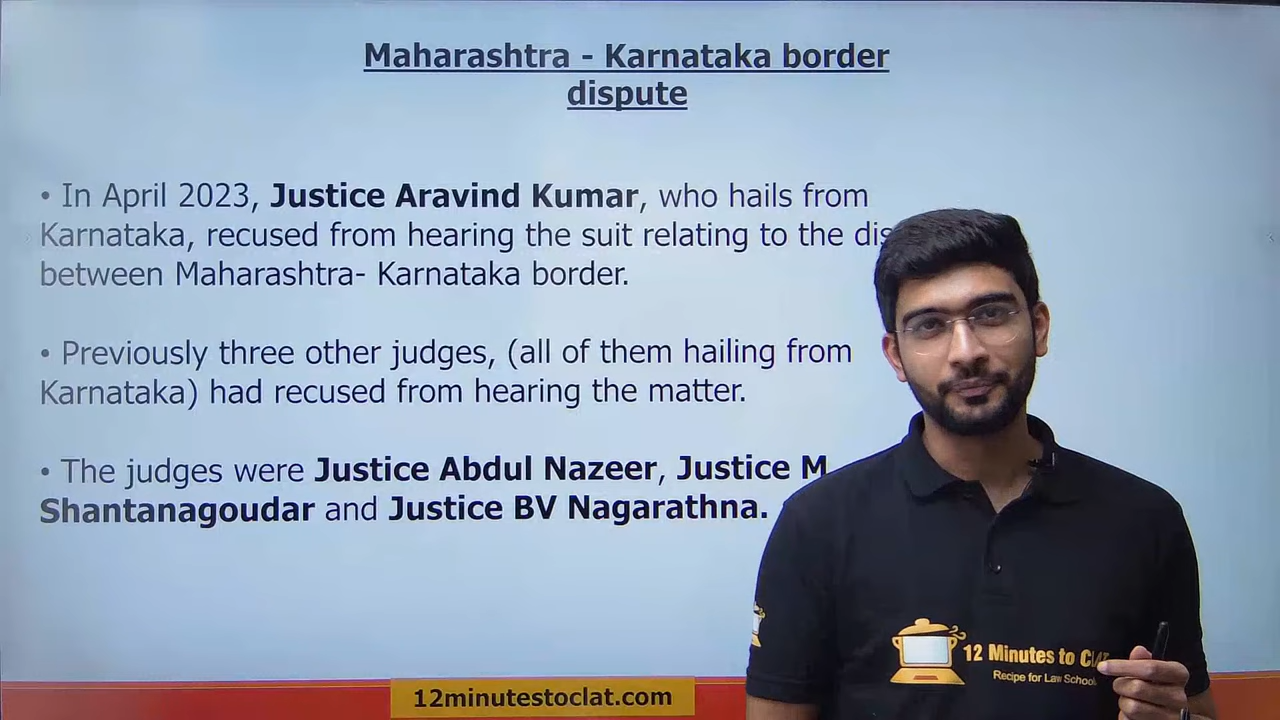 Maharashtra - Karnataka border
dispute
• In April 2023, Justice Aravind Kumar, who hails from
Karnataka, recused from hearing the suit relating to the
between Maharashtra- Karnataka border.
• Previously three other judges, (all of them hailing from
Karnataka) had recused from hearing the matter.
• The judges were Justice Abdul Nazeer, Justice M
Shantanagoudar and Justice BV Nagarathna.
12 Minutes to CLAT
Recipe for Law Schools
12minutestoclat.com